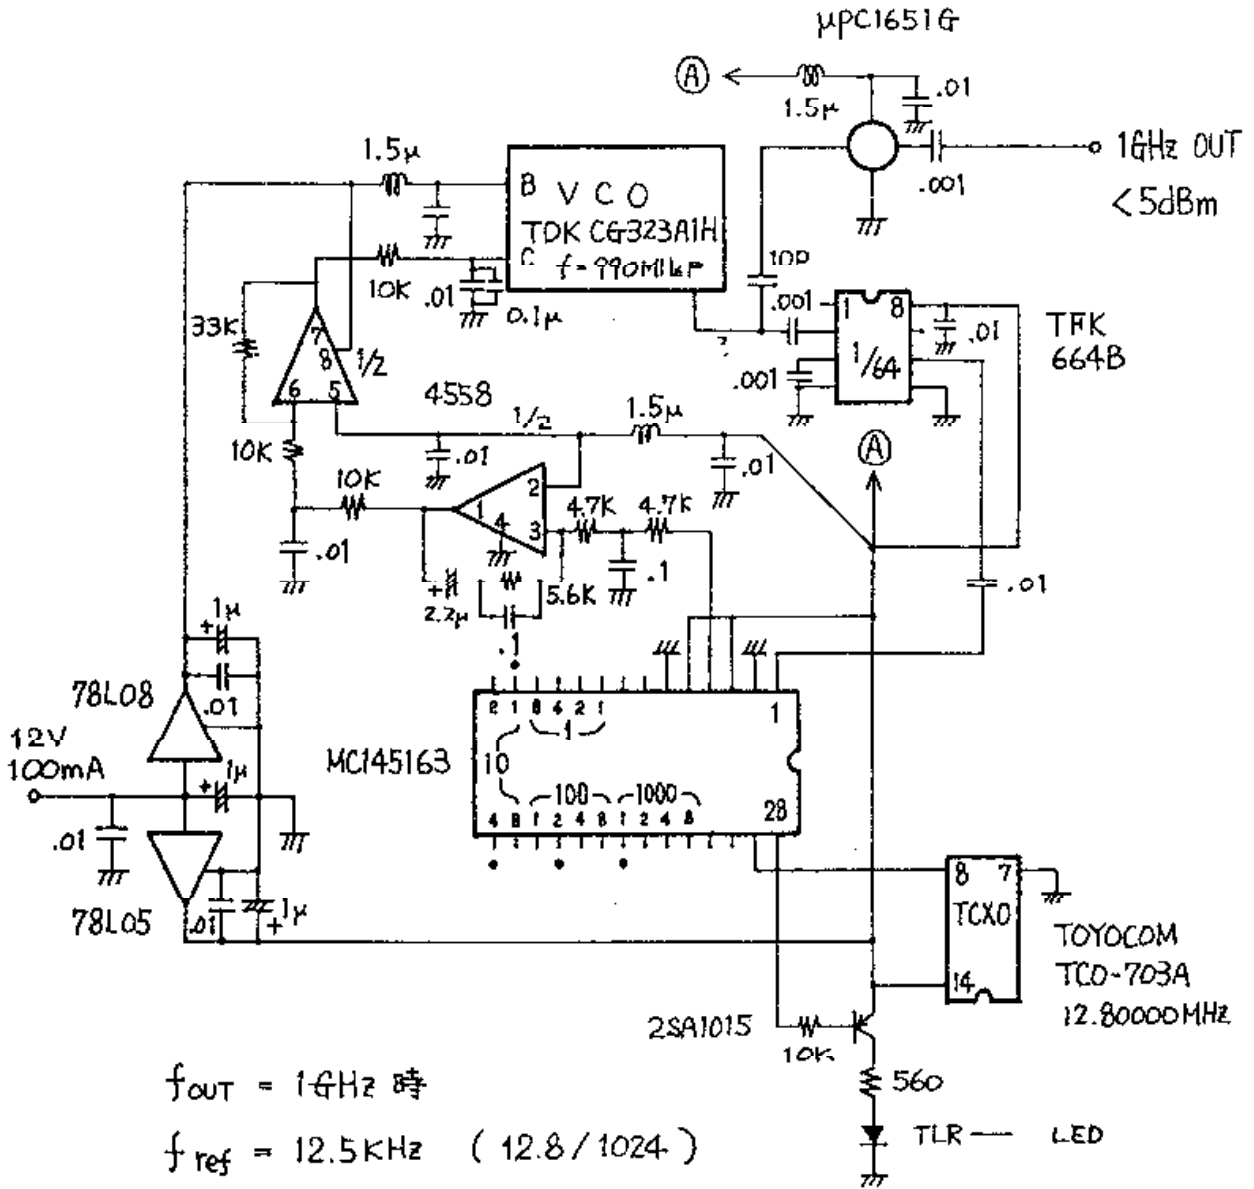 μPC1651G
A
1.5μ
.01
.001
1GHz OUT
<5dBm
1.5μ
B
VCO
TDK CG323A1H
C
10K
.01
0.1μ
10P
.001
1
8
.01
1/64
TFK
664B
.001
33K
7
8
1/2
6
5
4558
1/2
1.5μ
10K
.01
.01
A
10K
1
2
4
3
4.7K
4.7K
.01
+
2.2μ
5.6K
.1
.1
.01
+
1μ
.01
78L08
12V
100mA
+
1μ
.01
78L05
.01
1μ
+
MC145163
2 1 8 4 2 1
1
1
10
100
1000
28
4 8 1 2 4 8 1 2 4 8
8
7
TCXO
14
TOYOCOM
TCO-703A
12.80000MHz
2SA1015
10K
560
TLR — LED
fOUT = 1GHz 時
fref = 12.5KHz (12.8/1024)